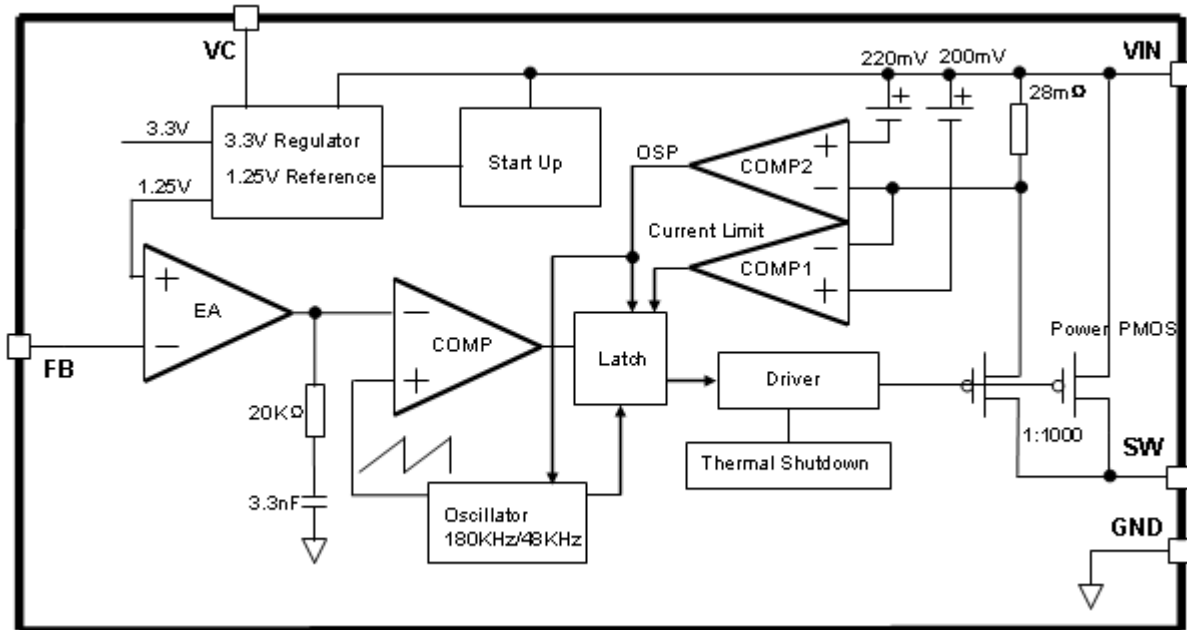 VC
220mV 200mV
VIN
28mΩ
3.3V
3.3V Regulator
1.25V Reference
1.25V
Start Up
OSP
+
+
+
COMP2
−
Current Limit
−
COMP1
+
+
EA
−
FB
−
COMP
+
Latch
Driver
Power PMOS
1:1000
Thermal Shutdown
SW
20KΩ
3.3nF
Oscillator
180KHz/48KHz
GND